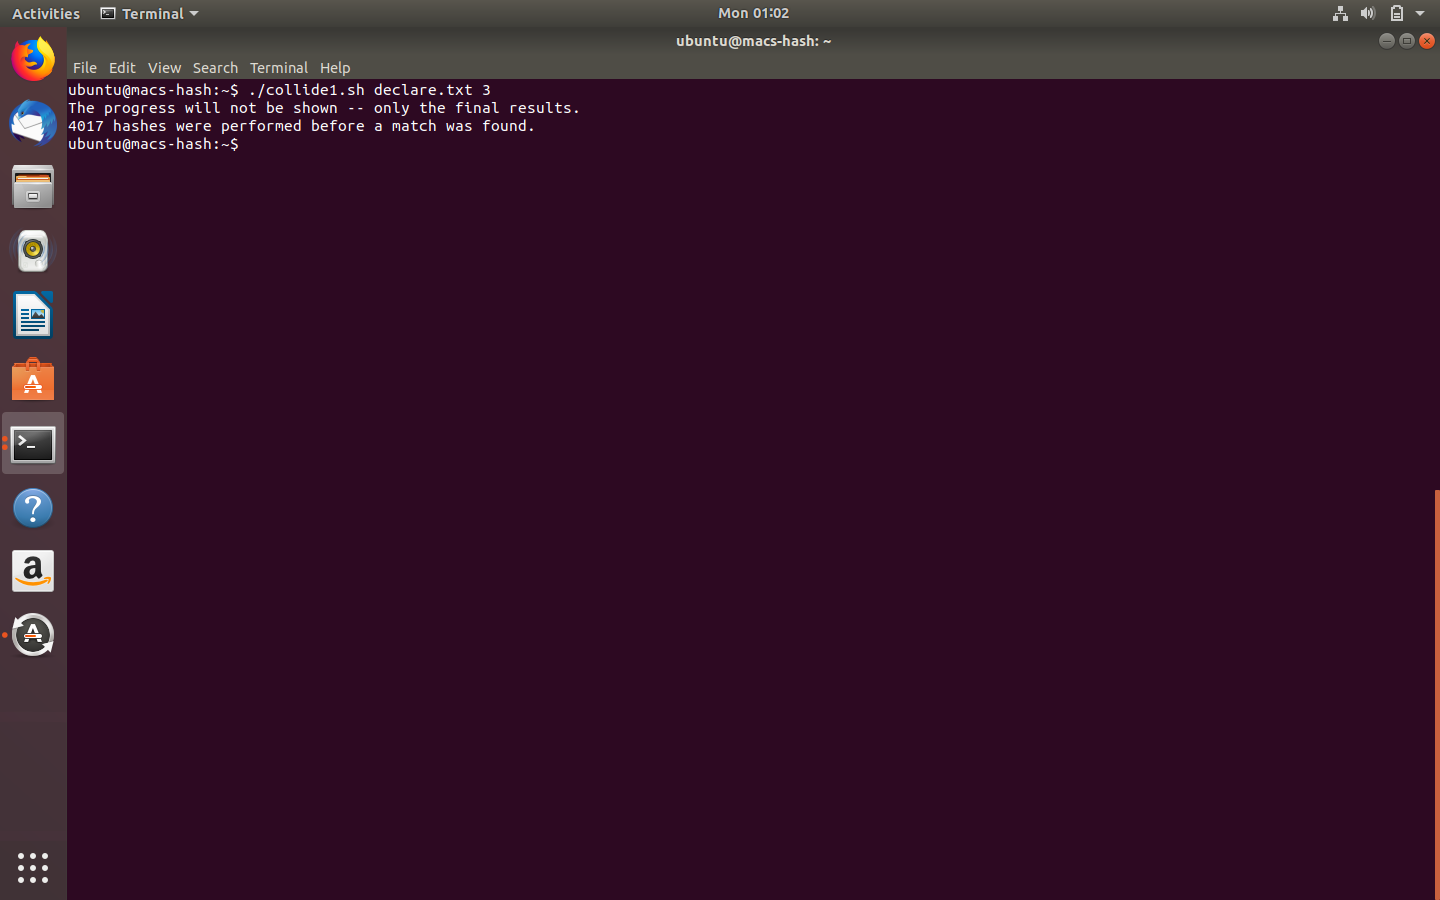 Activities
Terminal
Mon 01:02
ubuntu@macs-hash: ~
File Edit View Search Terminal Help
ubuntu@macs-hash:~$ ./collide1.sh declare.txt 3
The progress will not be shown -- only the final results.
4017 hashes were performed before a match was found.
ubuntu@macs-hash:~$